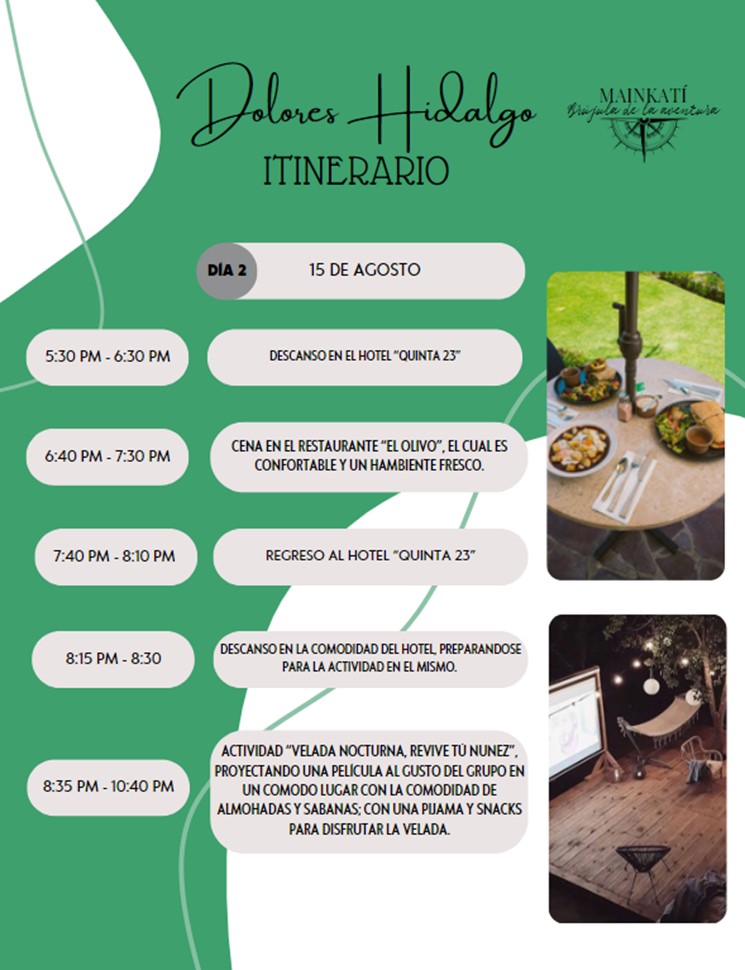 Dolores Hidalgo
ITINERARIO
MAINKATÍ
Brújula de la aventura
DÍA 2
15 DE AGOSTO
5:30 PM - 6:30 PM
DESCANSO EN EL HOTEL "QUINTA 23"
6:40 PM - 7:30 PM
CENA EN EL RESTAURANTE "EL OLIVO", EL CUAL ES
CONFORTABLE Y UN HAMBIENTE FRESCO.
7:40 PM - 8:10 PM
REGRESO AL HOTEL "QUINTA 23"
8:15 PM - 8:30
DESCANSO EN LA COMODIDAD DEL HOTEL, PREPARANDOSE
PARA LA ACTIVIDAD EN EL MISMO.
8:35 PM - 10:40 PM
ACTIVIDAD "VELADA NOCTURNA, REVIVE TÚ NUNEZ",
PROYECTANDO UNA PELÍCULA AL GUSTO DEL GRUPO EN
UN COMODO LUGAR CON LA COMODIDAD DE
ALMOHADAS Y SABANAS; CON UNA PIJAMA Y SNACKS
PARA DISFRUTAR LA VELADA.